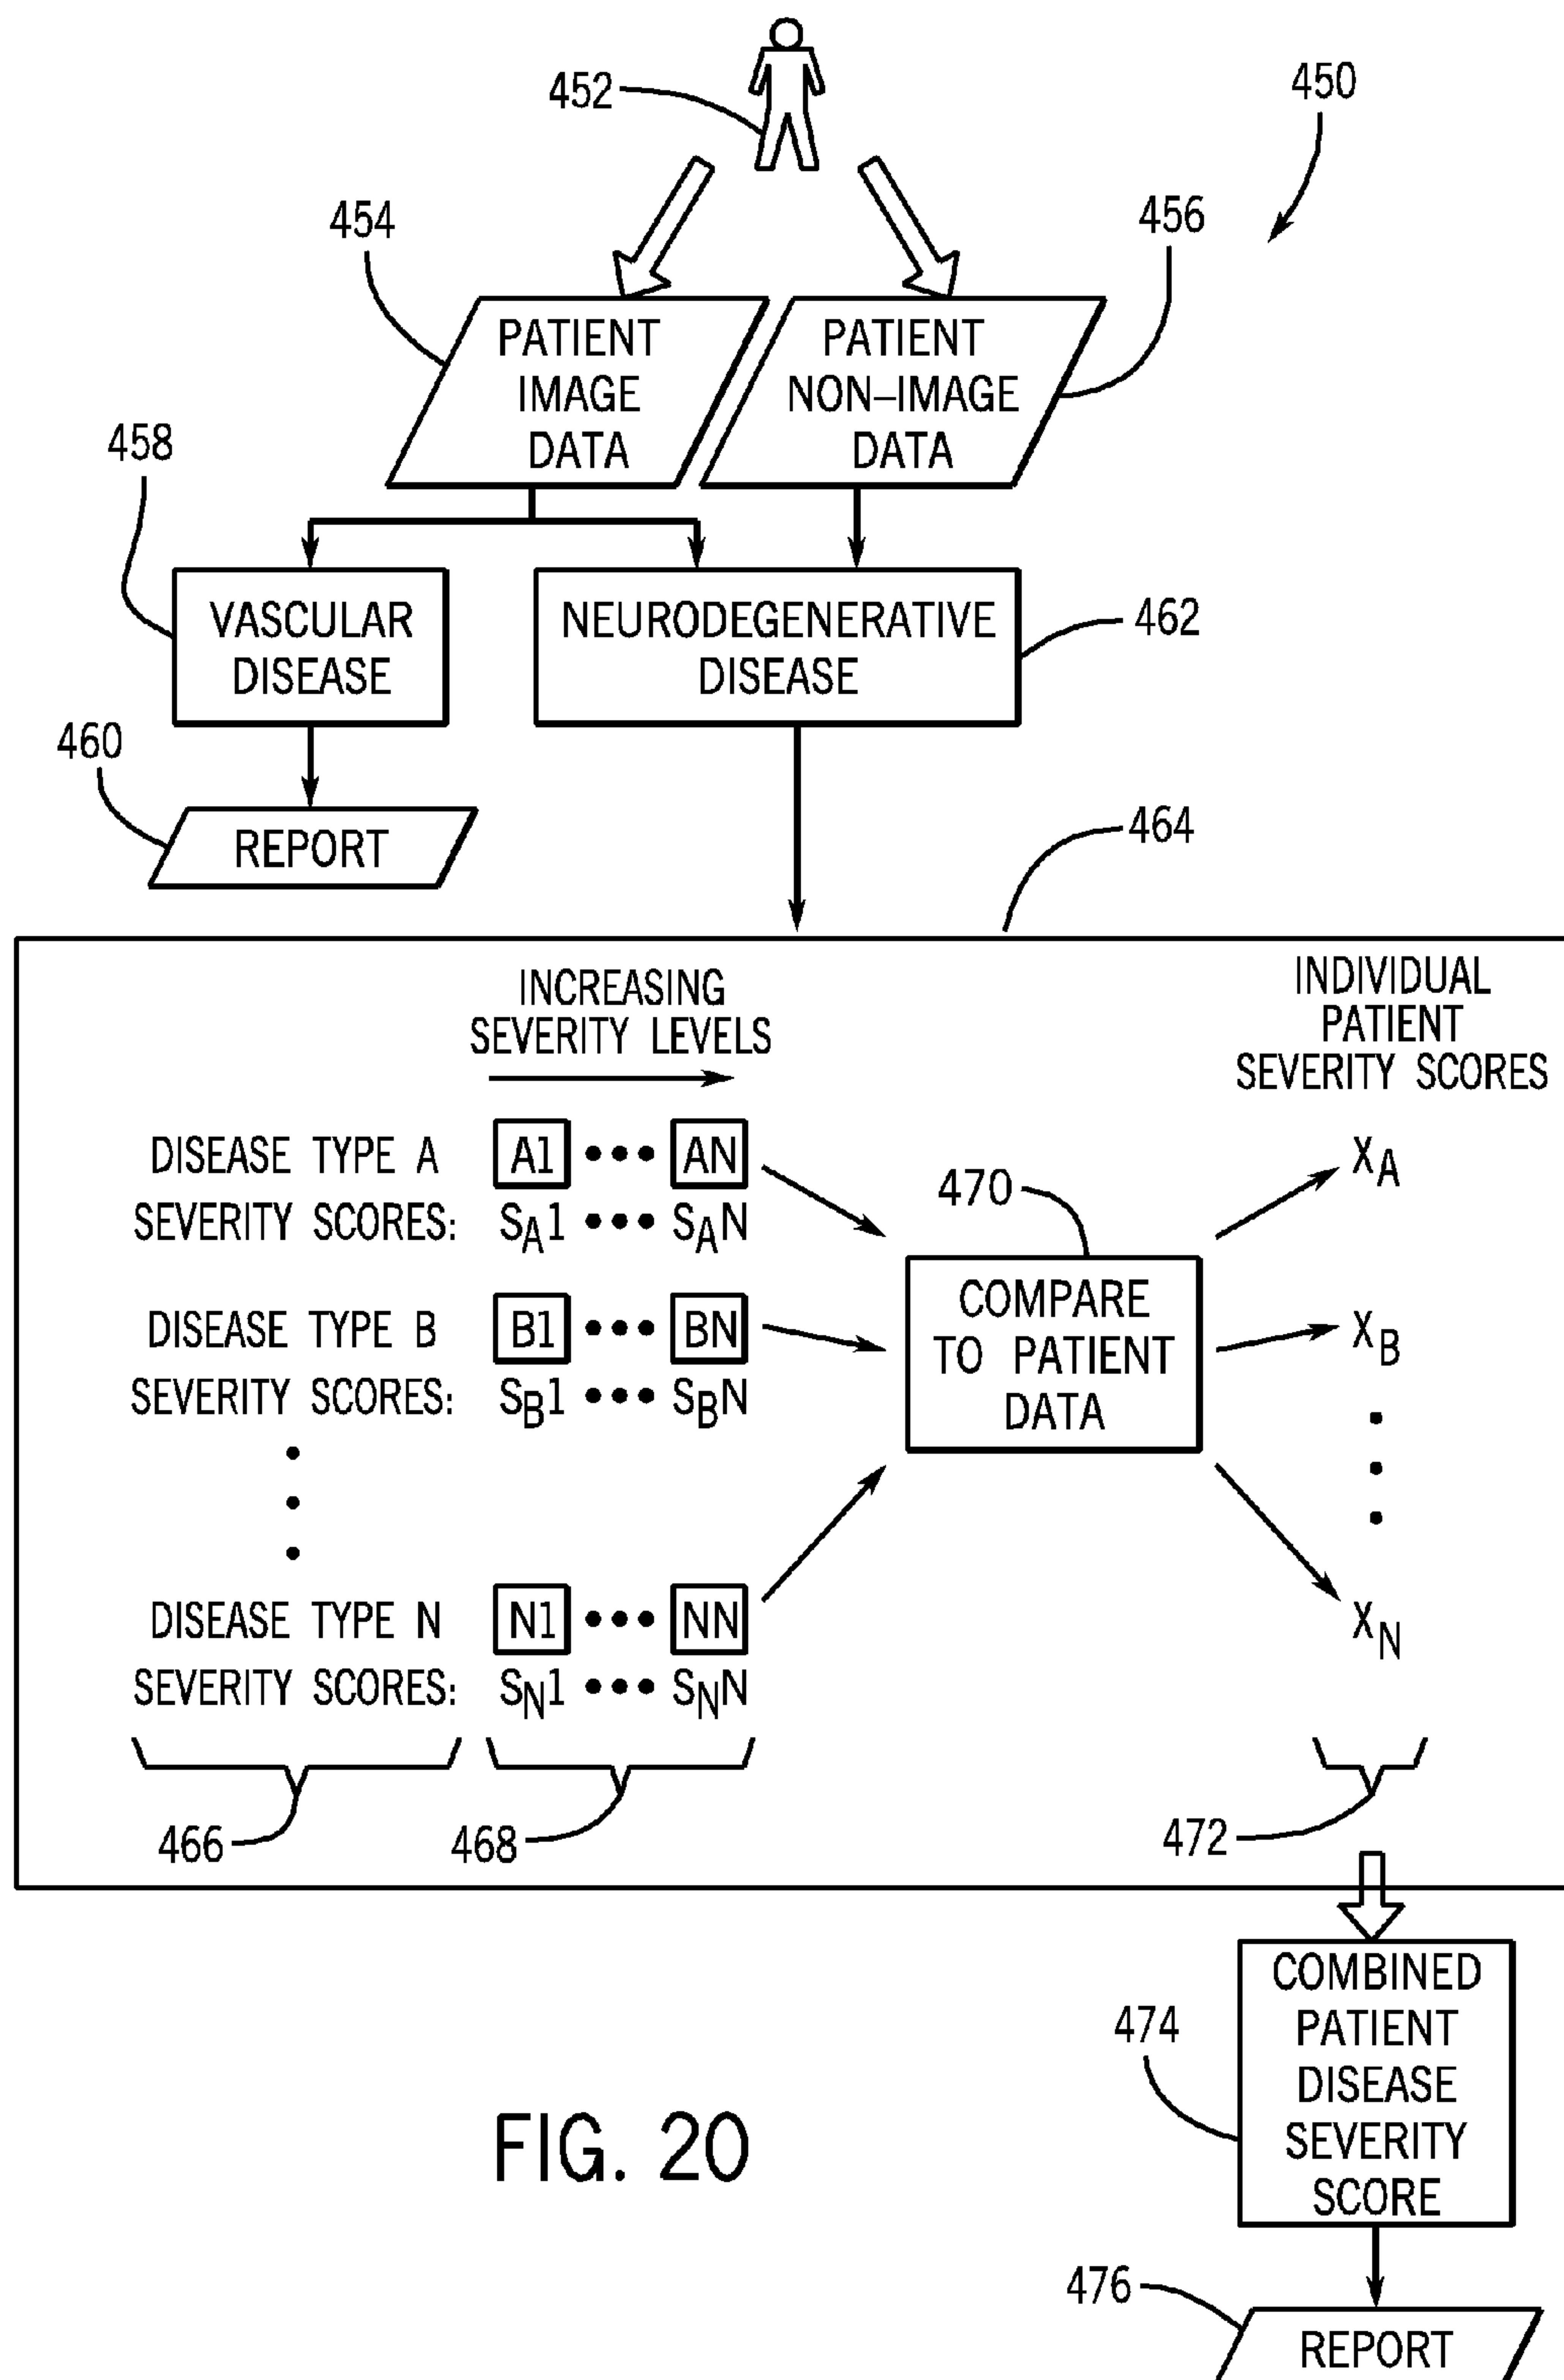 452
450
454
456
PATIENT
IMAGE
DATA
PATIENT
NON–IMAGE
DATA
458
VASCULAR
DISEASE
NEURODEGENERATIVE
DISEASE
462
460
REPORT
464
INCREASING
SEVERITY LEVELS
INDIVIDUAL
PATIENT
SEVERITY SCORES
DISEASE TYPE A A1 ••• AN
SEVERITY SCORES: SA1 ••• SAN
DISEASE TYPE B B1 ••• BN
SEVERITY SCORES: SB1 ••• SBN
DISEASE TYPE N N1 ••• NN
SEVERITY SCORES: SN1 ••• SNN
470
COMPARE
TO PATIENT
DATA
XA
XB
XN
466
468
472
474
COMBINED
PATIENT
DISEASE
SEVERITY
SCORE
476
REPORT
FIG. 20